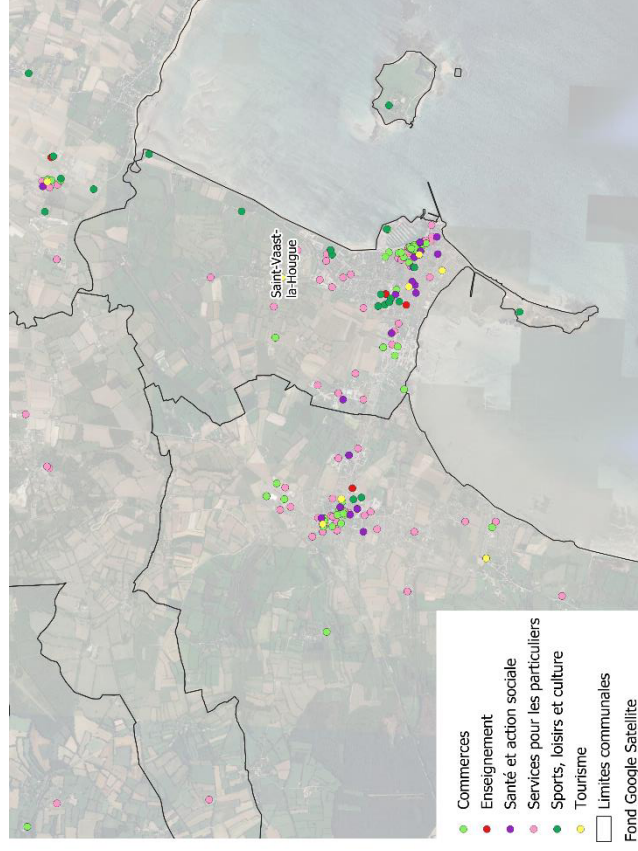 Saint-Vaast-
la-Hougue
Commerces
Enseignement
Santé et action sociale
Services pour les particuliers
Sports, loisirs et culture
Tourisme
Limites communales
Fond Google Satellite